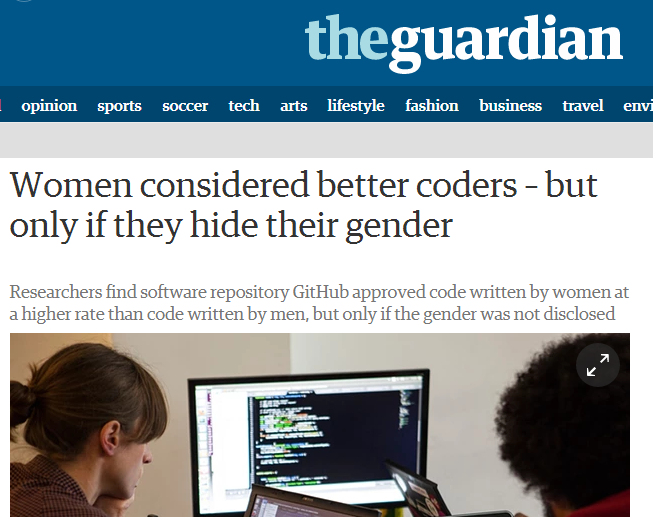 theguardian
opinion sports soccer tech arts lifestyle fashion business travel envi
Women considered better coders – but
only if they hide their gender
Researchers find software repository GitHub approved code written by women at
a higher rate than code written by men, but only if the gender was not disclosed